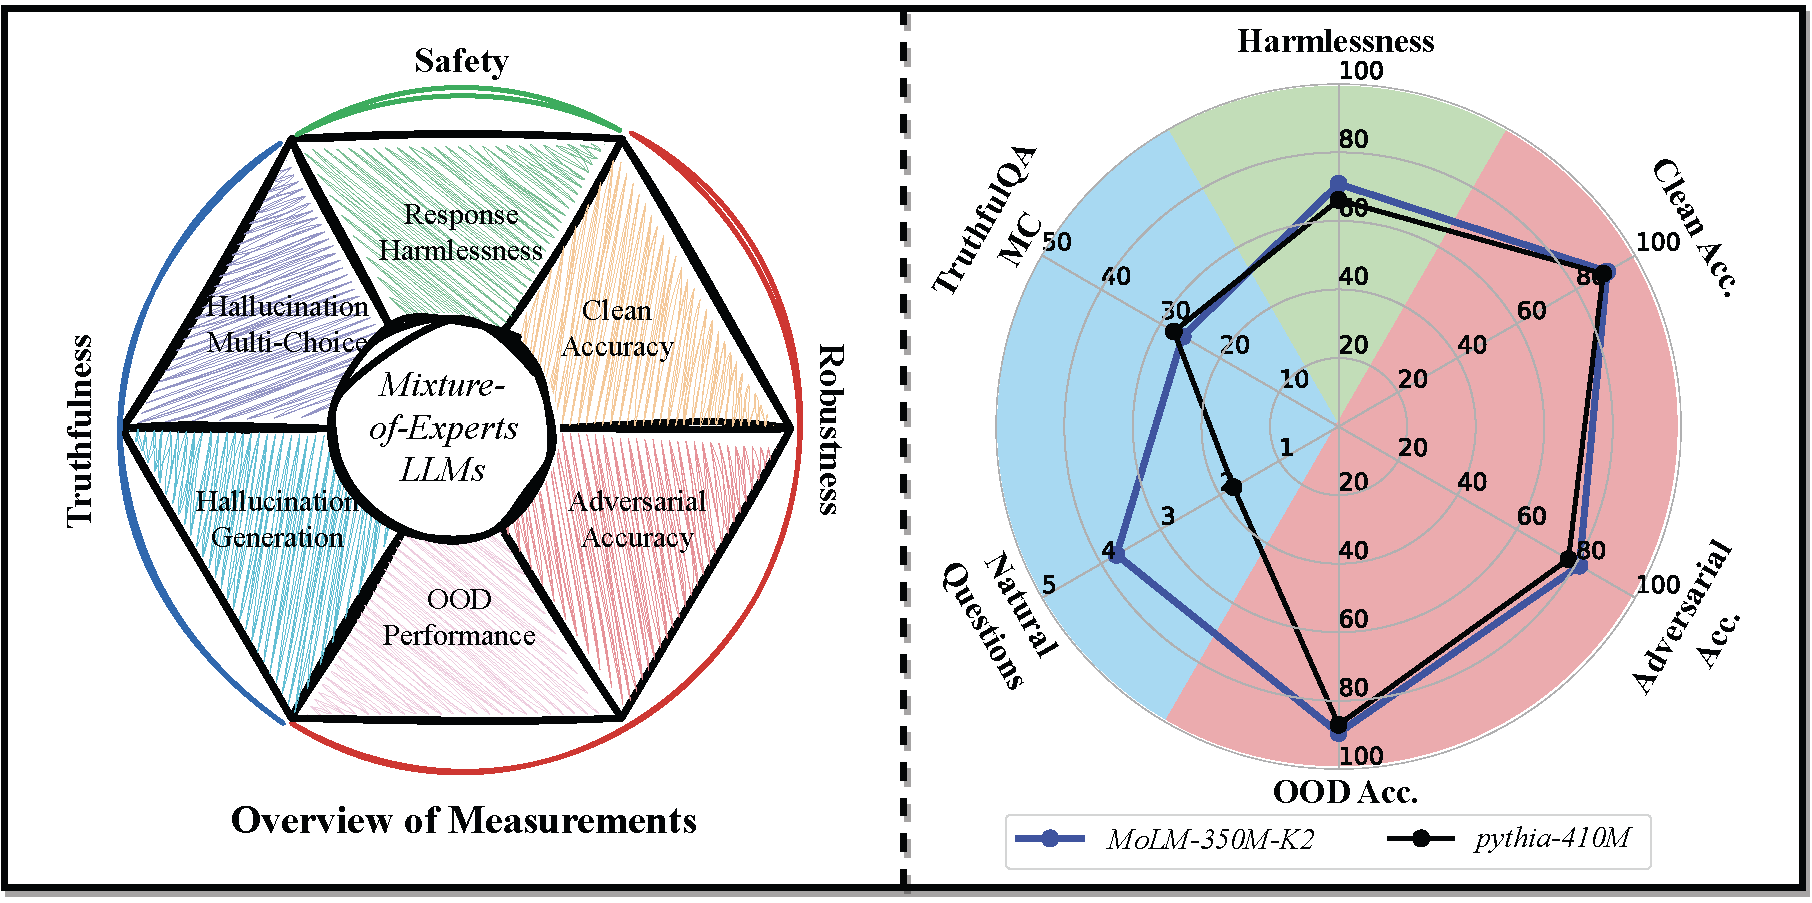 Safety
Response
Harmlessness
Hallucination
Multi-Choice
Clean
Accuracy
Mixture-
of-Experts
LLMs
Truthfulness
Robustness
Hallucination
Generation
Adversarial
Accuracy
OOD
Performance
Overview of Measurements
Harmlessness
100
80
60
40
20
Clean Acc.
100
80
60
40
20
Adversarial
Acc.
100
80
60
40
20
OOD Acc.
100
80
60
40
20
Natural
Questions
5
4
3
2
1
TruthfulQA
MC
50
40
30
20
10
MoLM-350M-K2
pythia-410M